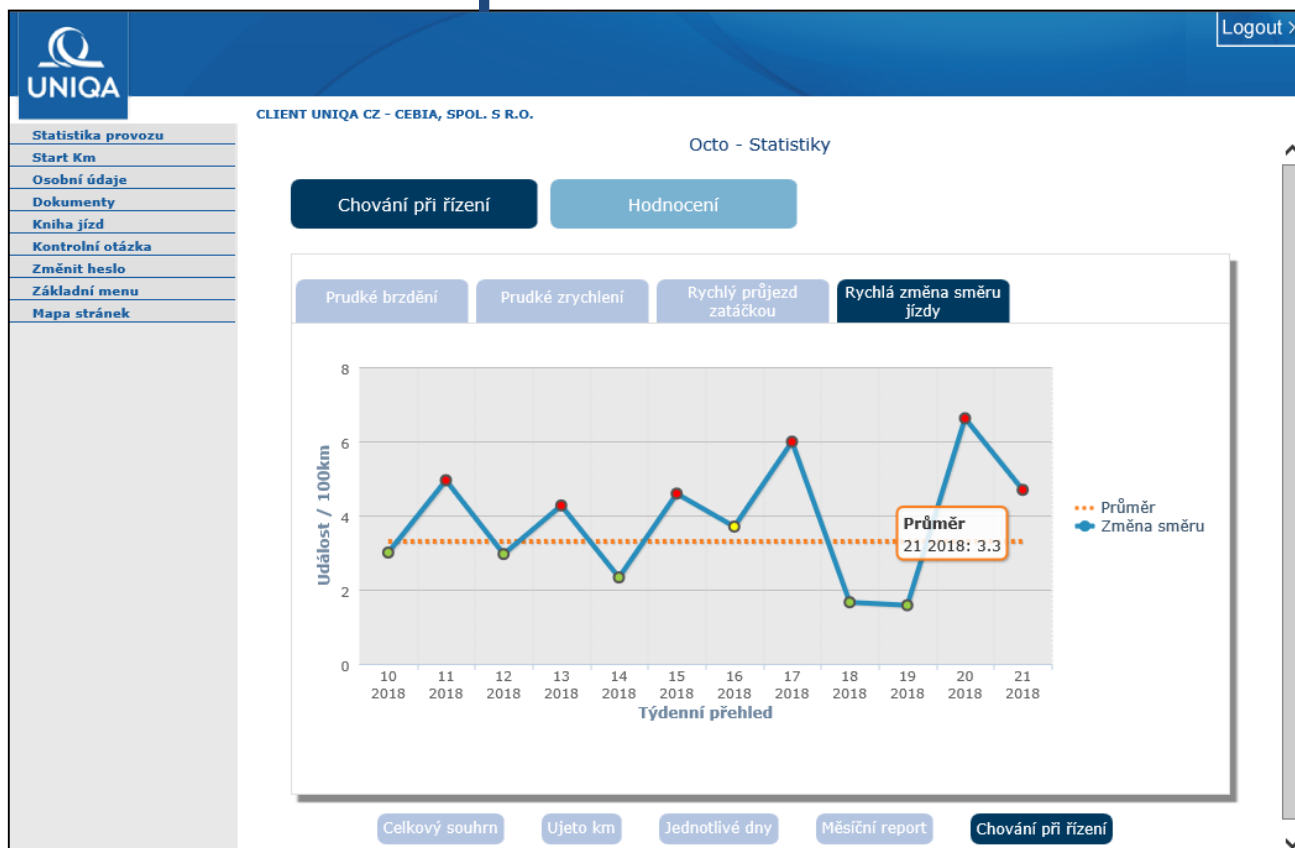 Logout
UNIQA
CLIENT UNIQA CZ - CEBIA, SPOL. S R.O.
Statistika provozu
Start Km
Osobní údaje
Dokumenty
Kniha jízd
Kontrolní otázka
Změnit heslo
Základní menu
Mapa stránek
Octo - Statistiky
Chování při řízení
Hodnocení
Prudké brzdění
Prudké zrychlení
Rychlý průjezd
zatáčkou
Rychlá změna směru
jízdy
Událost / 100km
8
6
4
2
0
Průměr
21 2018: 3.3
Průměr
Změna směru
10 11 12 13 14 15 16 17 18 19 20 21
2018 2018 2018 2018 2018 2018 2018 2018 2018 2018 2018 2018
Týdenní přehled
Celkový souhrn
Ujeto km
Jednotlivé dny
Měsíční report
Chování při řízení